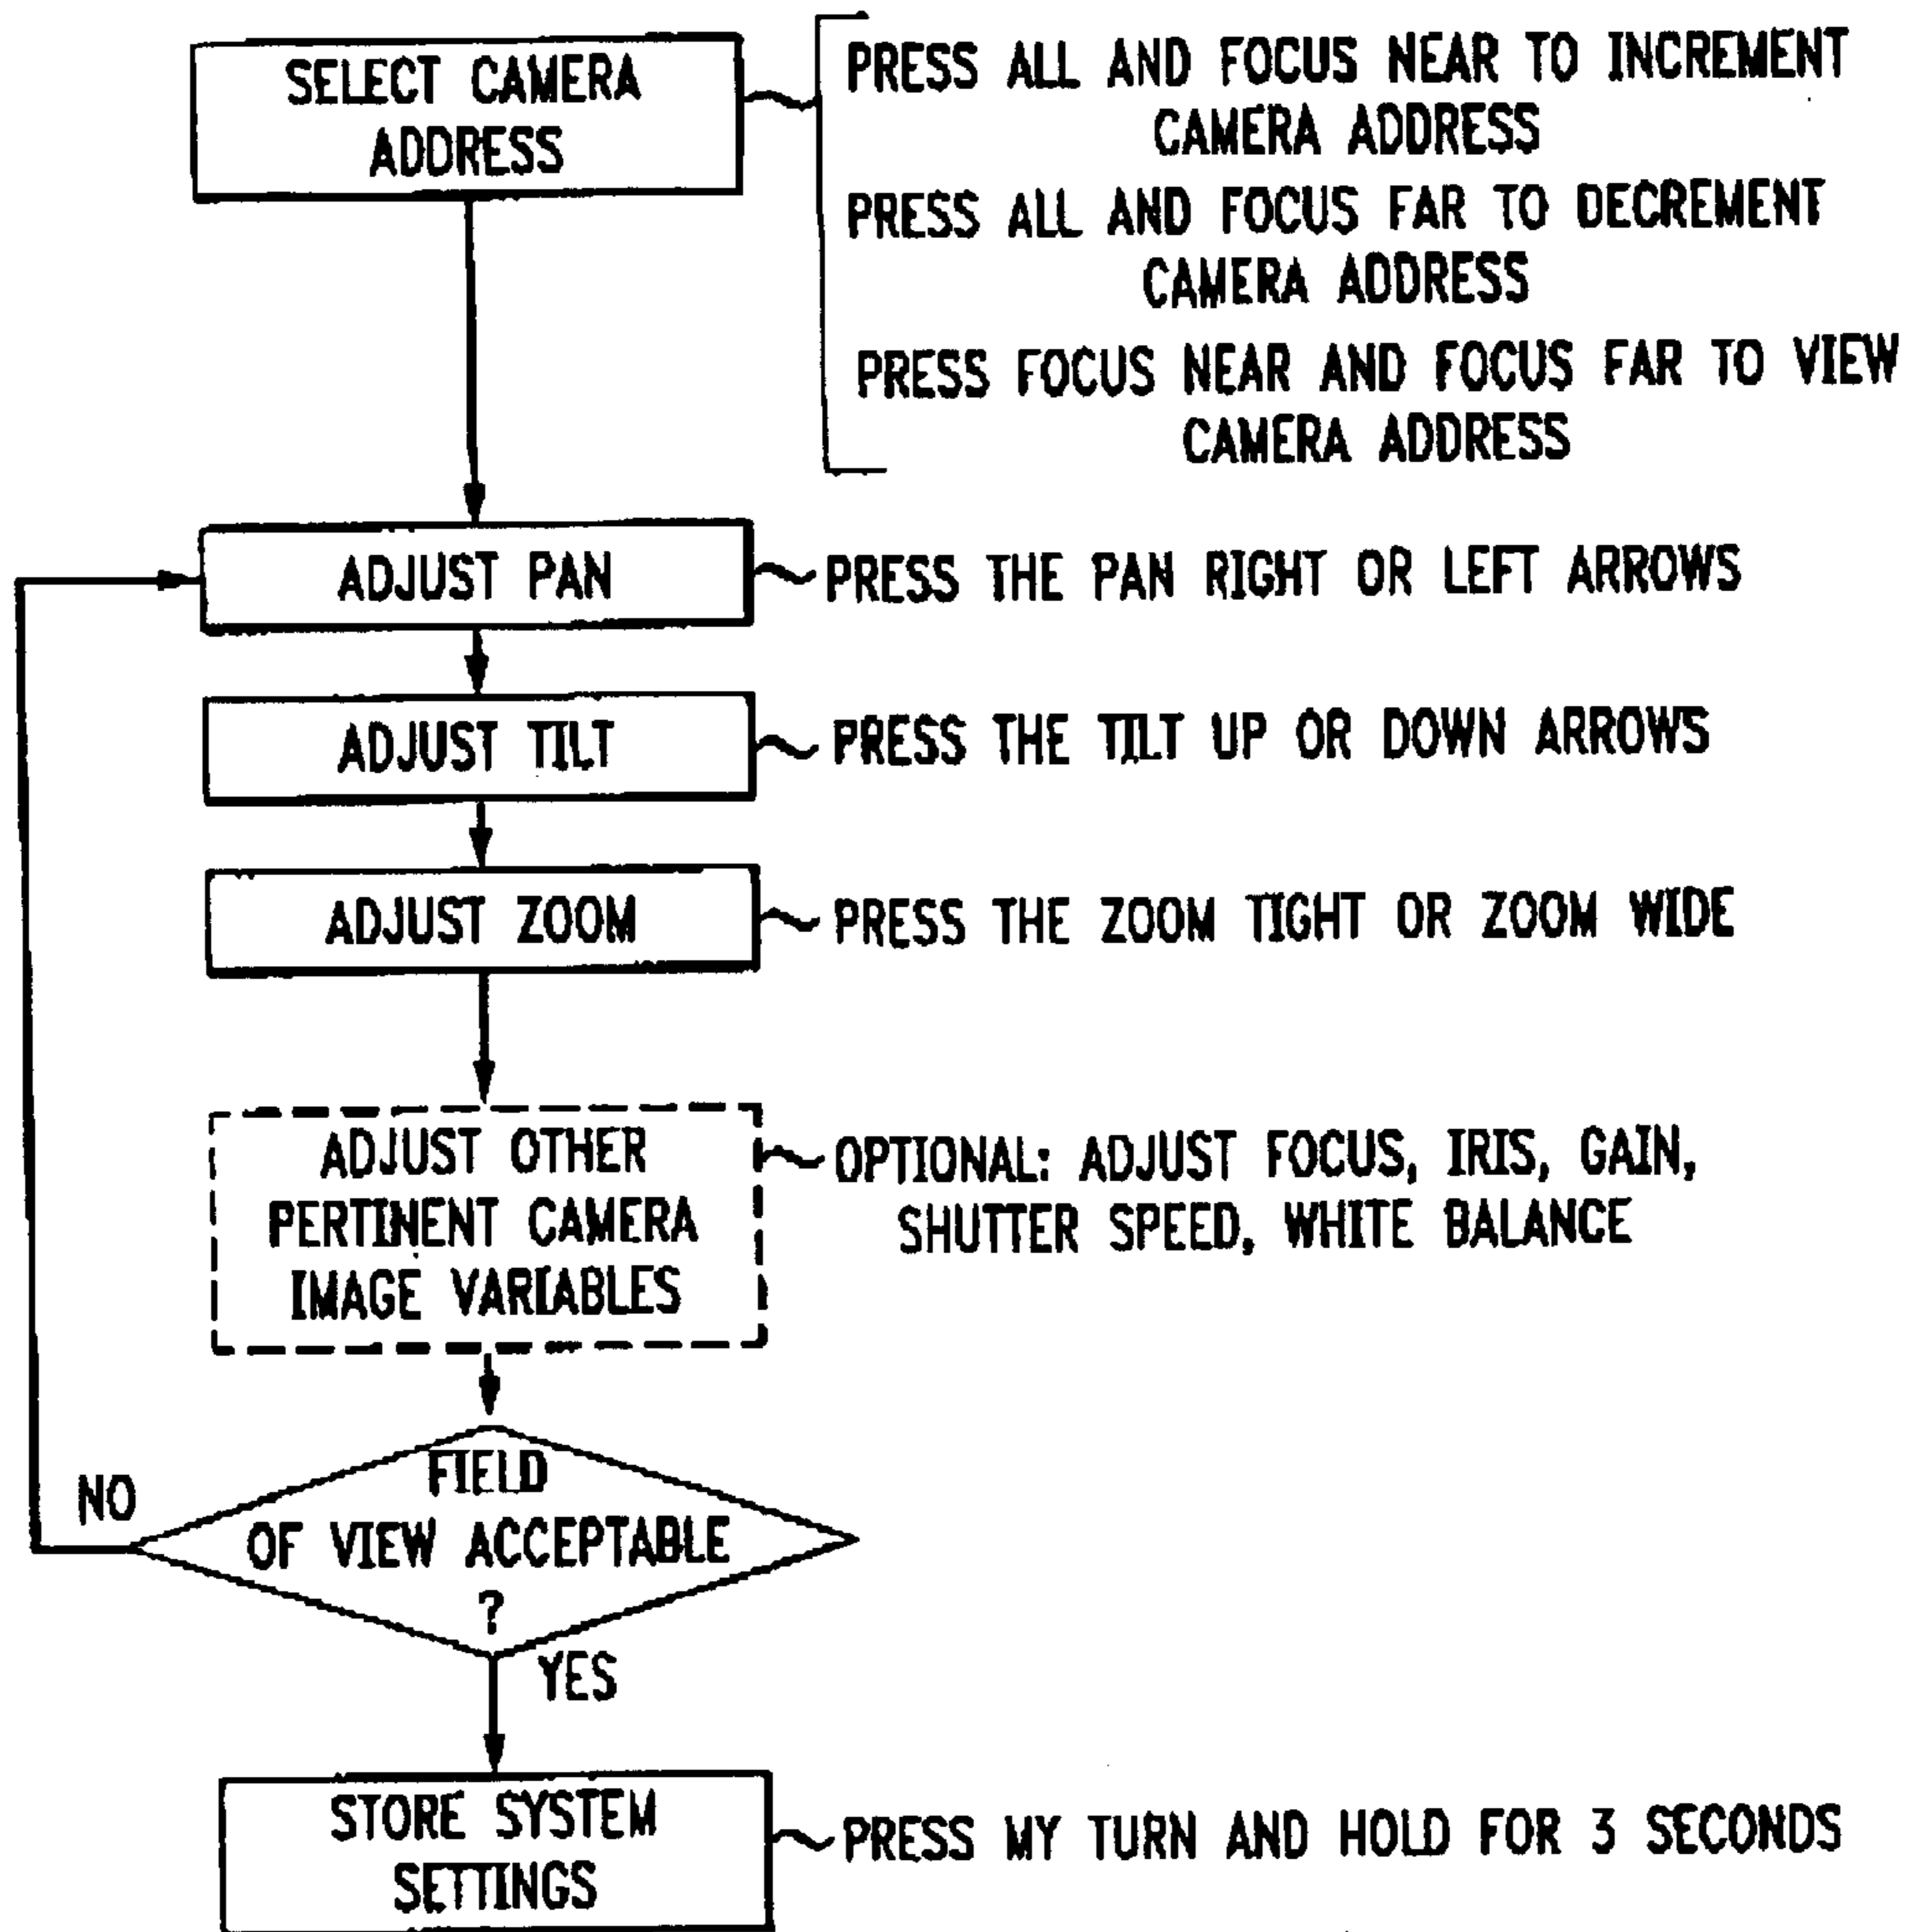 SELECT CAMERA
ADDRESS
PRESS ALL AND FOCUS NEAR TO INCREMENT
CAMERA ADDRESS
PRESS ALL AND FOCUS FAR TO DECREMENT
CAMERA ADDRESS
PRESS FOCUS NEAR AND FOCUS FAR TO VIEW
CAMERA ADDRESS
ADJUST PAN
PRESS THE PAN RIGHT OR LEFT ARROWS
ADJUST TILT
PRESS THE TILT UP OR DOWN ARROWS
ADJUST ZOOM
PRESS THE ZOOM TIGHT OR ZOOM WIDE
ADJUST OTHER
PERTINENT CAMERA
IMAGE VARIABLES
OPTIONAL: ADJUST FOCUS, IRIS, GAIN,
SHUTTER SPEED, WHITE BALANCE
FIELD
OF VIEW ACCEPTABLE
?
NO
YES
STORE SYSTEM
SETTINGS
PRESS MY TURN AND HOLD FOR 3 SECONDS